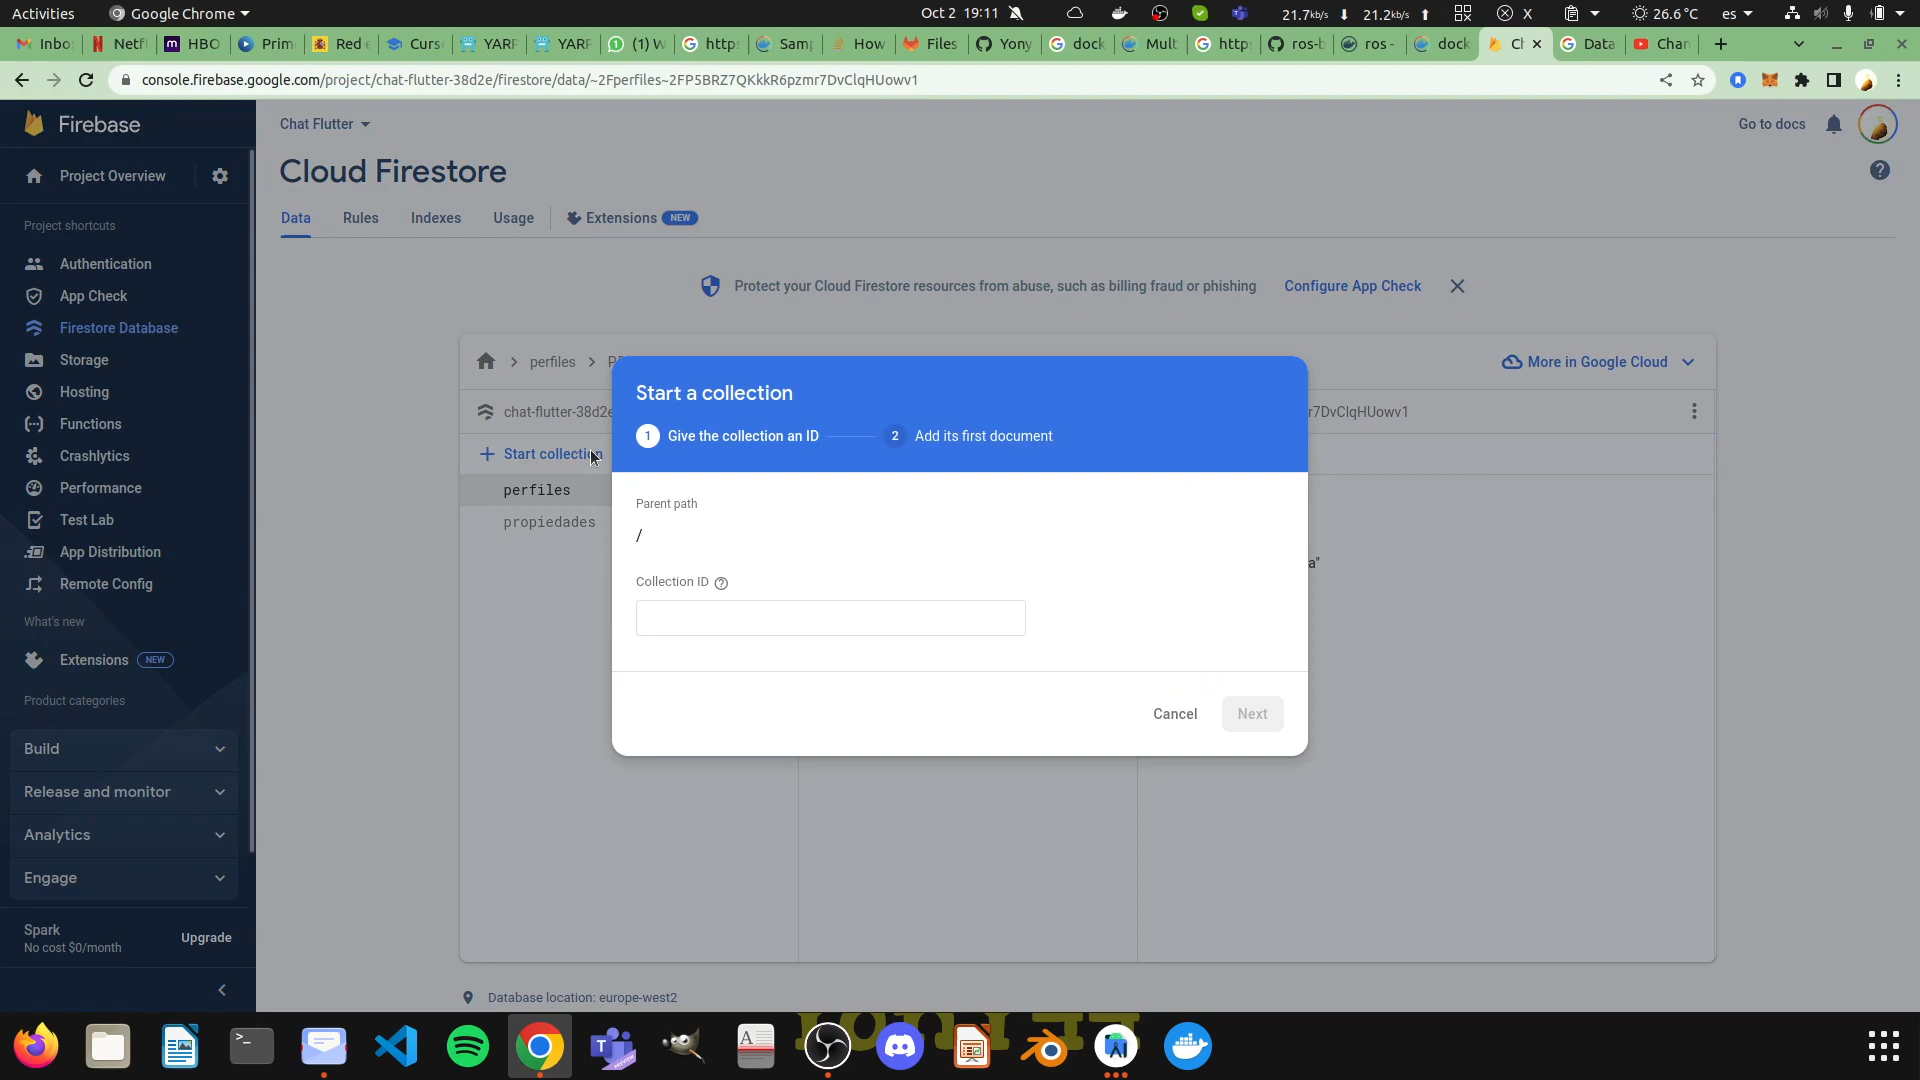 Activities Google Chrome Oct 2 19:11 21.7kb/s 21.2kb/s X 26.6°C es
Inbo Netf HBO Prim Red Curs YARP YARP (1) W http Sam How Files Yony dock Mult http ros-b ros - dock Ch Data Chan
console.firebase.google.com/project/chat-flutter-38d2e/firestore/data/~2Fperfiles~2FP5BRZ7QKkkR6pzmr7DvClqHUowv1
Firebase
Chat Flutter
Go to docs
Cloud Firestore
Project Overview
Data Rules Indexes Usage Extensions NEW
Project shortcuts
Authentication
App Check
Firestore Database
Storage
Hosting
Functions
Crashlytics
Performance
Test Lab
App Distribution
Remote Config
What's new
Extensions NEW
Product categories
Build
Release and monitor
Analytics
Engage
Spark
No cost $0/month
Upgrade
Protect your Cloud Firestore resources from abuse, such as billing fraud or phishing Configure App Check
perfiles
More in Google Cloud
chat-flutter-38d2e
r7DvClqHUowv1
Start collection
perfiles
propiedades
a"
Start a collection
1 Give the collection an ID 2 Add its first document
Parent path
/
Collection ID
Cancel Next
Database location: europe-west2